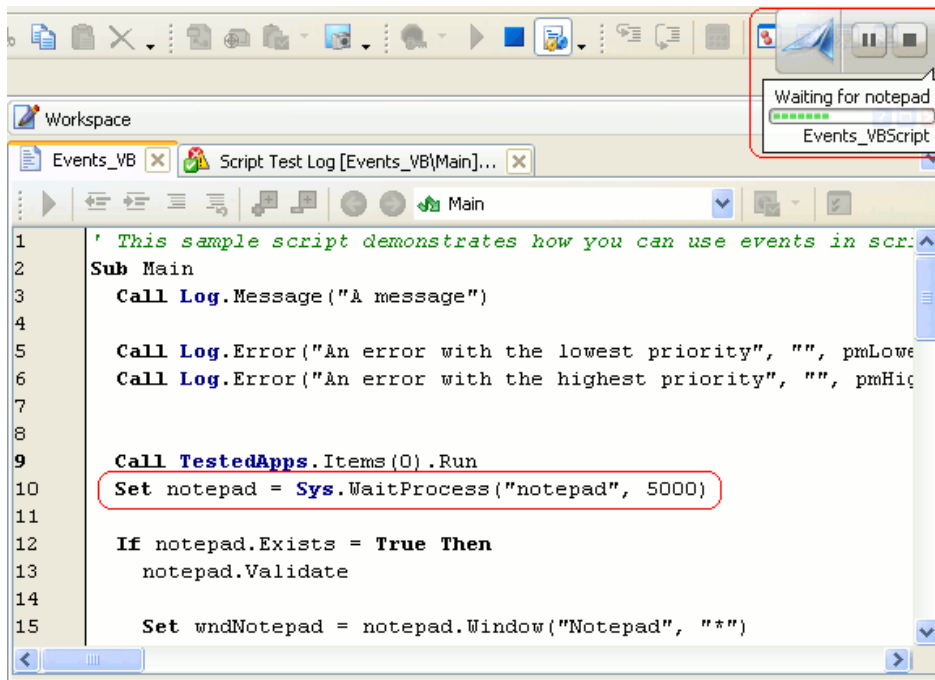 Waiting for notepad
Events_VBScript
Workspace
Events_VB
Script Test Log [Events_VB\Main]...
Main
1 ' This sample script demonstrates how you can use events in scri
2 Sub Main
3 Call Log.Message("A message")
4
5 Call Log.Error("An error with the lowest priority", "", pmLowe
6 Call Log.Error("An error with the highest priority", "", pmHig
7
8
9 Call TestedApps.Items(0).Run
10 Set notepad = Sys.WaitProcess("notepad", 5000)
11
12 If notepad.Exists = True Then
13 notepad.Validate
14
15 Set wndNotepad = notepad.Window("Notepad", "*")